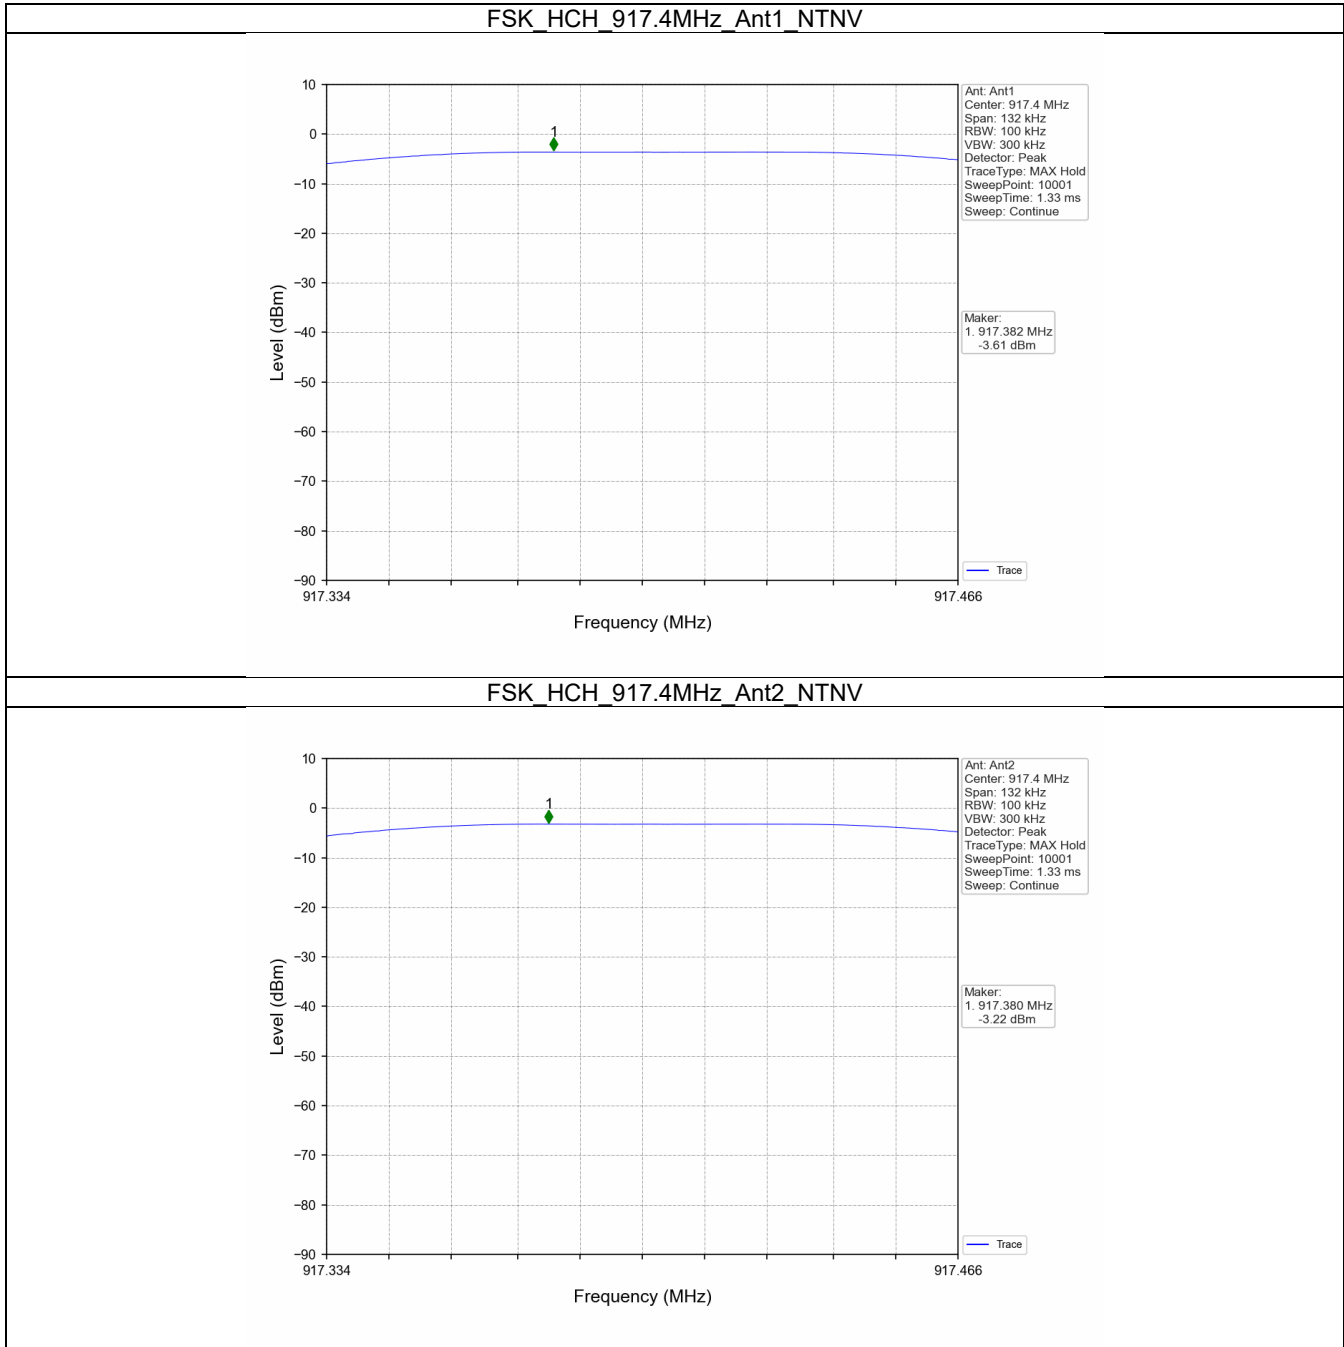 FSK_HCH_917.4MHz_Ant1_NTNV
10
0
−10
−20
−30
−40
−50
−60
−70
−80
−90
Level (dBm)
1
917.334
917.466
Frequency (MHz)
Ant: Ant1
Center: 917.4 MHz
Span: 132 kHz
RBW: 100 kHz
VBW: 300 kHz
Detector: Peak
TraceType: MAX Hold
SweepPoint: 10001
SweepTime: 1.33 ms
Sweep: Continue
Maker:
1. 917.382 MHz
-3.61 dBm
Trace
FSK_HCH_917.4MHz_Ant2_NTNV
10
0
−10
−20
−30
−40
−50
−60
−70
−80
−90
Level (dBm)
1
917.334
917.466
Frequency (MHz)
Ant: Ant2
Center: 917.4 MHz
Span: 132 kHz
RBW: 100 kHz
VBW: 300 kHz
Detector: Peak
TraceType: MAX Hold
SweepPoint: 10001
SweepTime: 1.33 ms
Sweep: Continue
Maker:
1. 917.380 MHz
-3.22 dBm
Trace